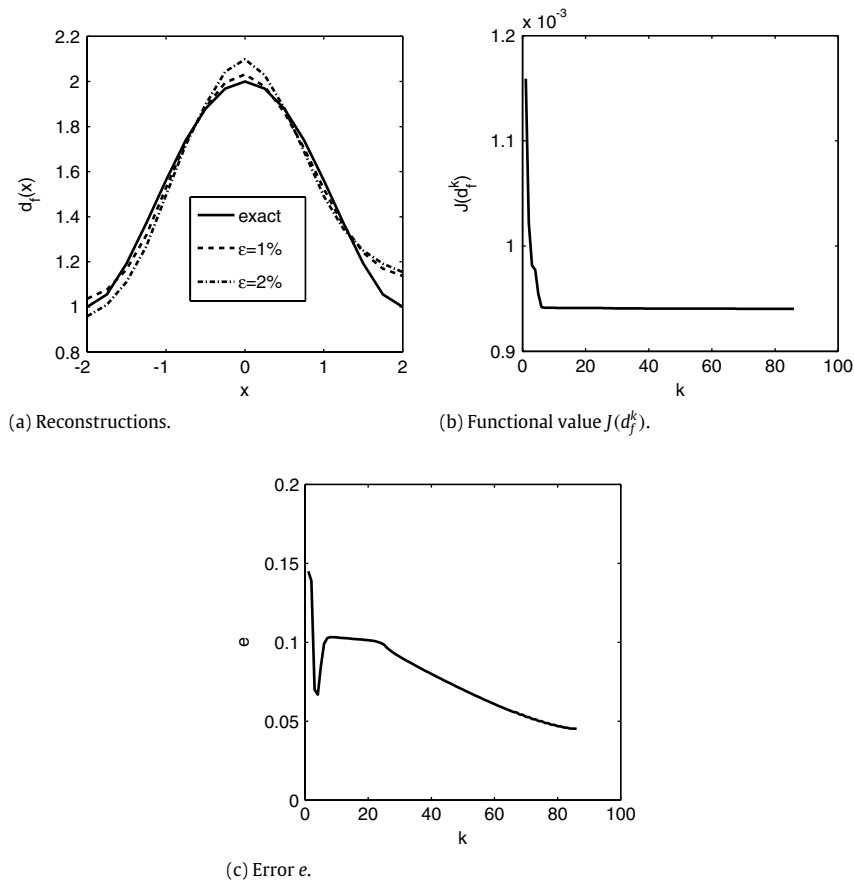 x 10⁻³
2.2
2
1.8
1.6
1.4
1.2
1
0.8
-2
-1
0
1
2
d_f(x)
x
exact
ε=1%
ε=2%
1.2
1.1
1
0.9
0
20
40
60
80
100
J(d_f^k)
k
(a) Reconstructions.
(b) Functional value J(d_f^k).
0.2
0.15
0.1
0.05
0
0
20
40
60
80
100
e
k
(c) Error e.